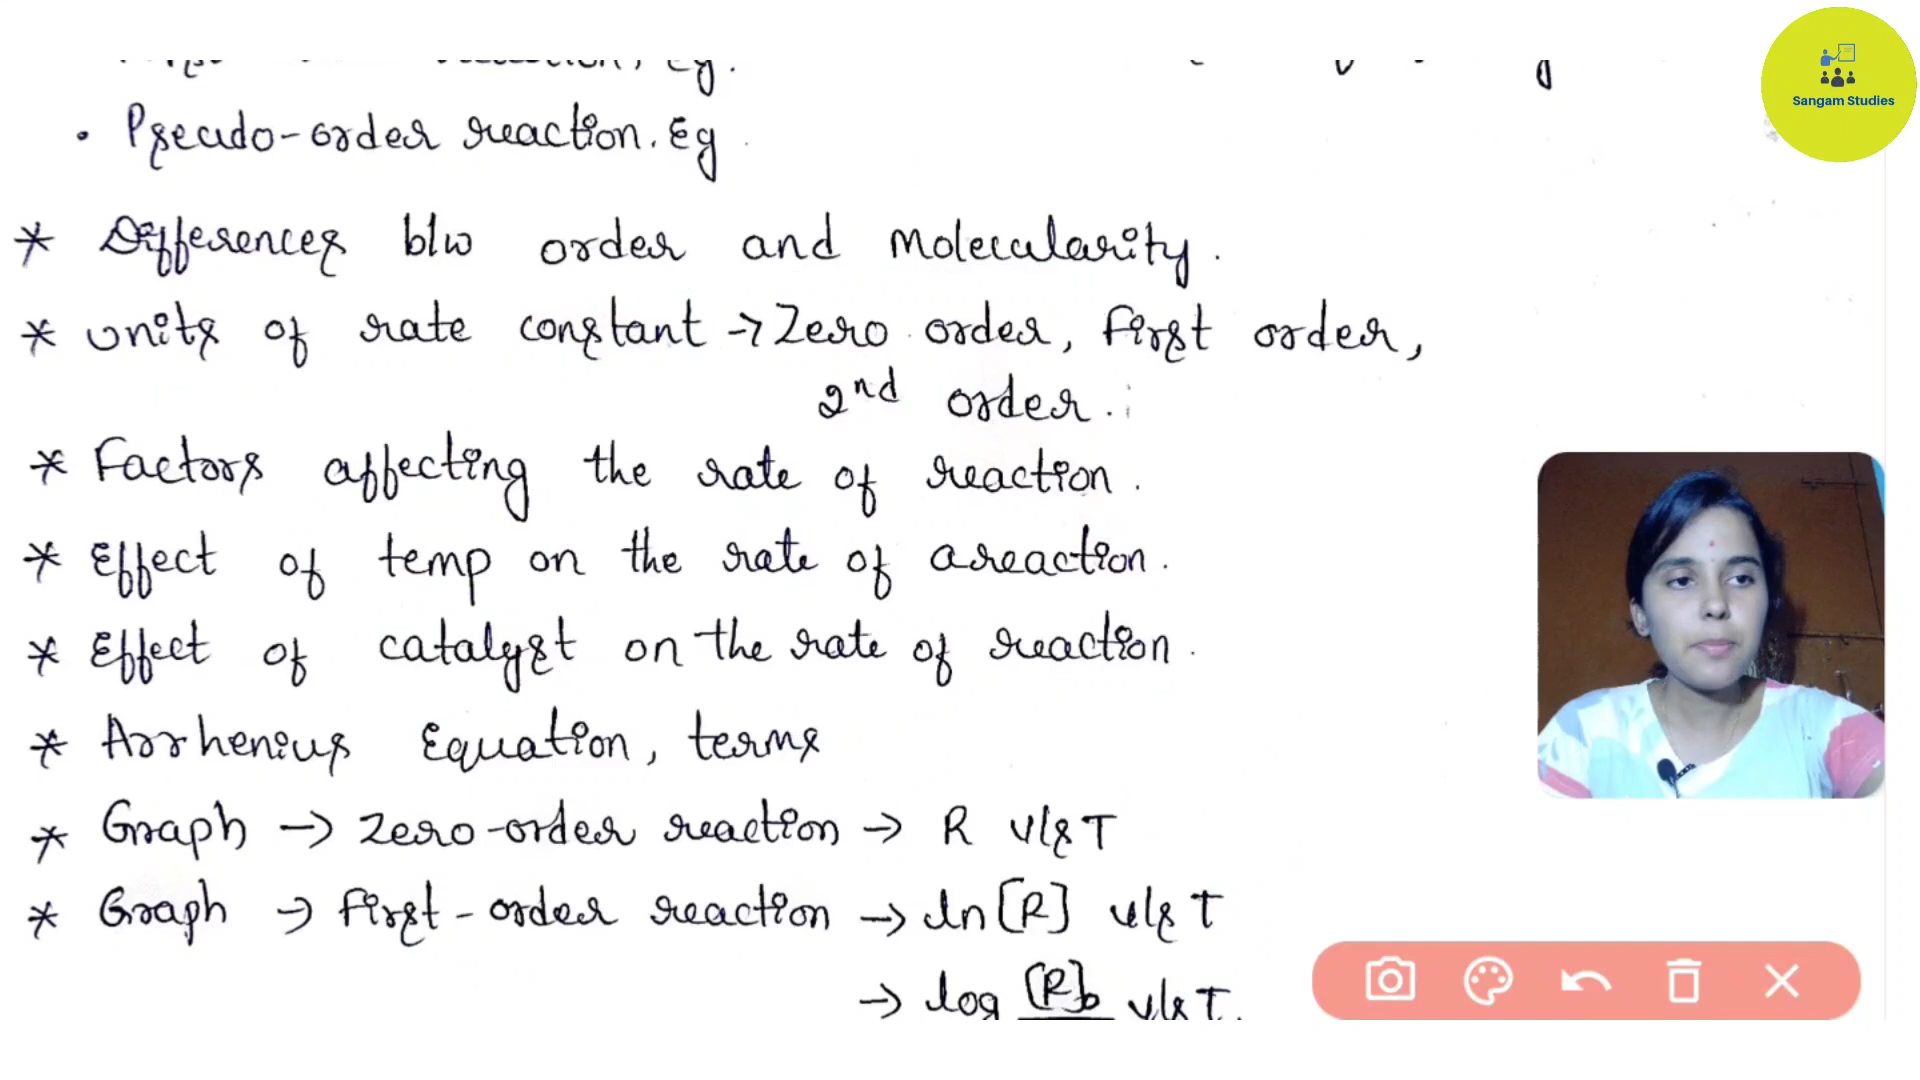 Eg.
• Pseudo-order reaction. Eg
Sangam Studies
* Differences b/w order and Molecularity.
* Units of rate constant → Zero order, First order,
2nd order.
* Factors affecting the rate of reaction.
* Effect of temp on the rate of a reaction.
* Effect of catalyst on the rate of reaction.
* Arrhenius Equation, terms
* Graph → Zero-order reaction → R v/s T
* Graph → First-order reaction → ln[R] v/s T
→ log [R]o v/s T.